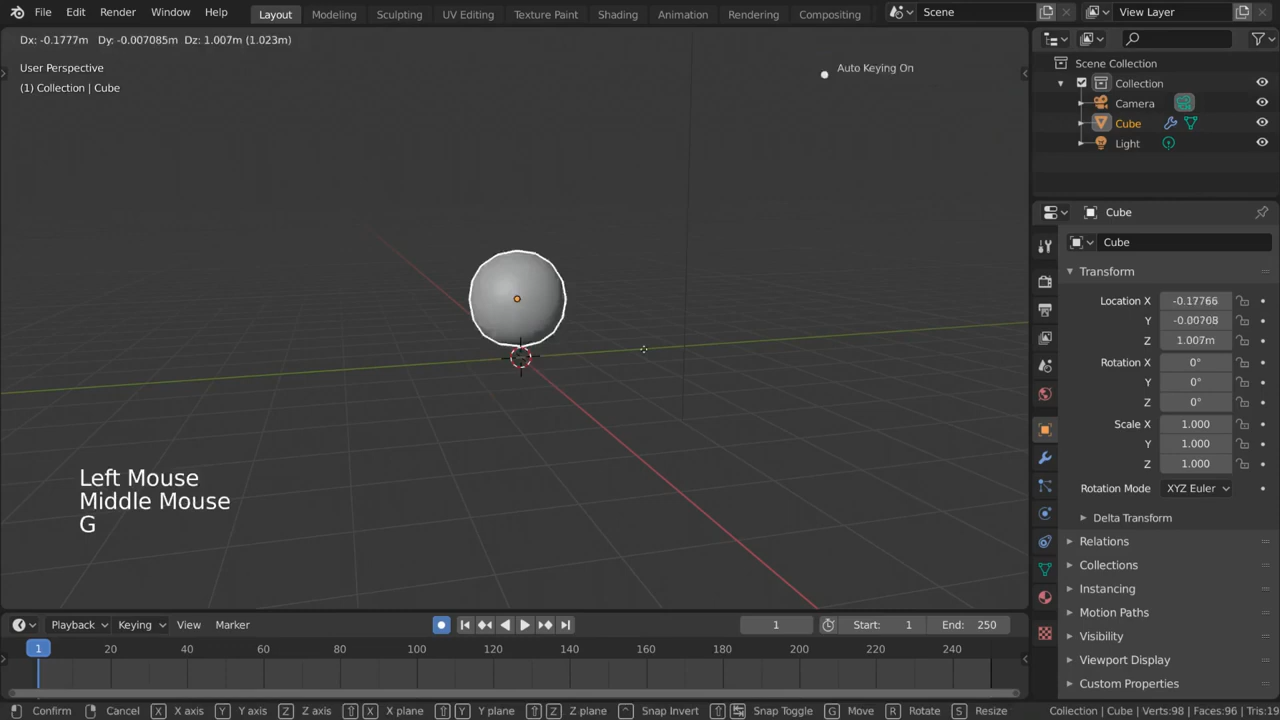 File Edit Render Window Help Layout Modeling Sculpting UV Editing Texture Paint Shading Animation Rendering Compositing Scene View Layer
Dx: -0.1777m Dy: -0.007085m Dz: 1.007m (1.023m)
User Perspective
(1) Collection | Cube
Auto Keying On
Left Mouse
Middle Mouse
G
Scene Collection
Collection
Camera
Cube
Light
Cube
Cube
Transform
Location X -0.17766
Y -0.00708
Z 1.007m
Rotation X 0°
Y 0°
Z 0°
Scale X 1.000
Y 1.000
Z 1.000
Rotation Mode XYZ Euler
Delta Transform
Relations
Collections
Instancing
Motion Paths
Visibility
Viewport Display
Custom Properties
Playback Keying View Marker 1 Start: 1 End: 250
1 20 40 60 80 100 120 140 160 180 200 220 240
Confirm Cancel X X axis Y Y axis Z Z axis X X plane Y Y plane Z Z plane Snap Invert Snap Toggle G Move R Rotate S Resize Collection | Cube | Verts:98 | Faces:96 | Tris:19